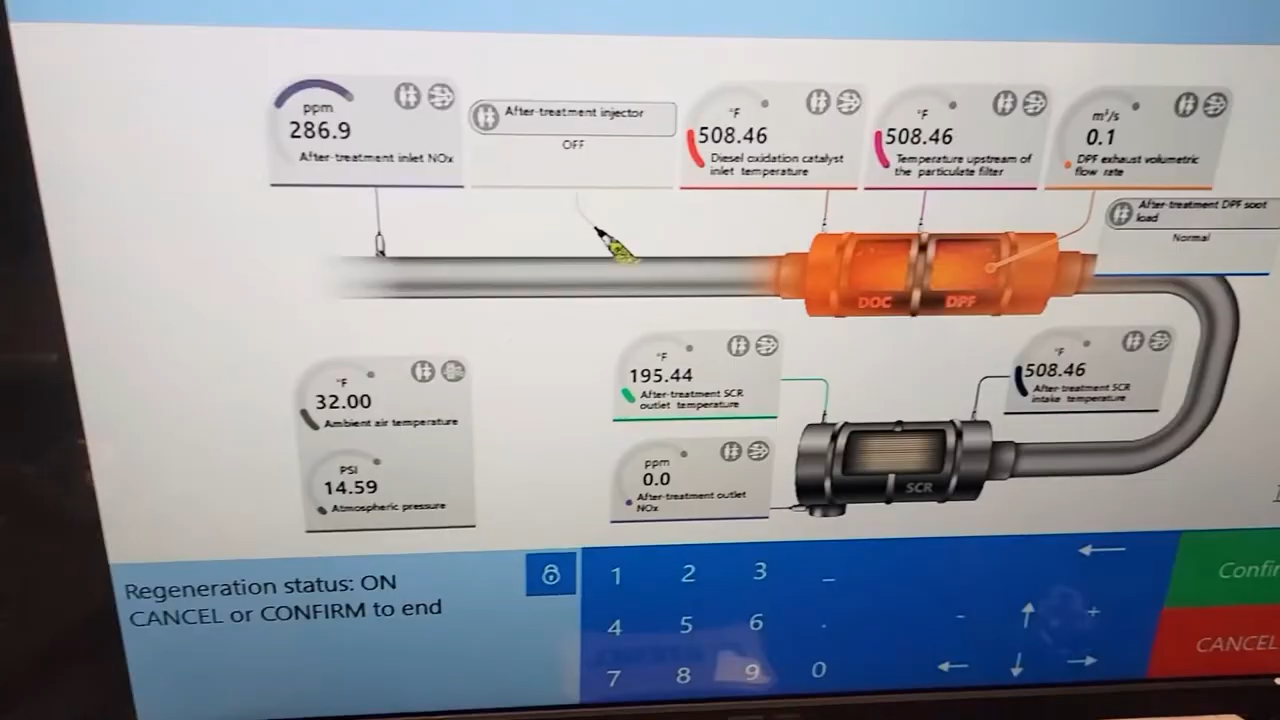 ppm
286.9
After-treatment inlet NOx
After-treatment injector
OFF
°F
508.46
Diesel oxidation catalyst
inlet temperature
°F
508.46
Temperature upstream of
the particulate filter
m³/s
0.1
DPF exhaust volumetric
flow rate
After-treatment DPF soot
load
Normal
DOC
DPF
°F
195.44
After-treatment SCR
outlet temperature
°F
508.46
After-treatment SCR
intake temperature
°F
32.00
Ambient air temperature
PSI
14.59
Atmospheric pressure
ppm
0.0
After-treatment outlet
NOx
SCR
Regeneration status: ON
CANCEL or CONFIRM to end
1 2 3 _
4 5 6 . - +
7 8 9 0
Confir
CANCEL